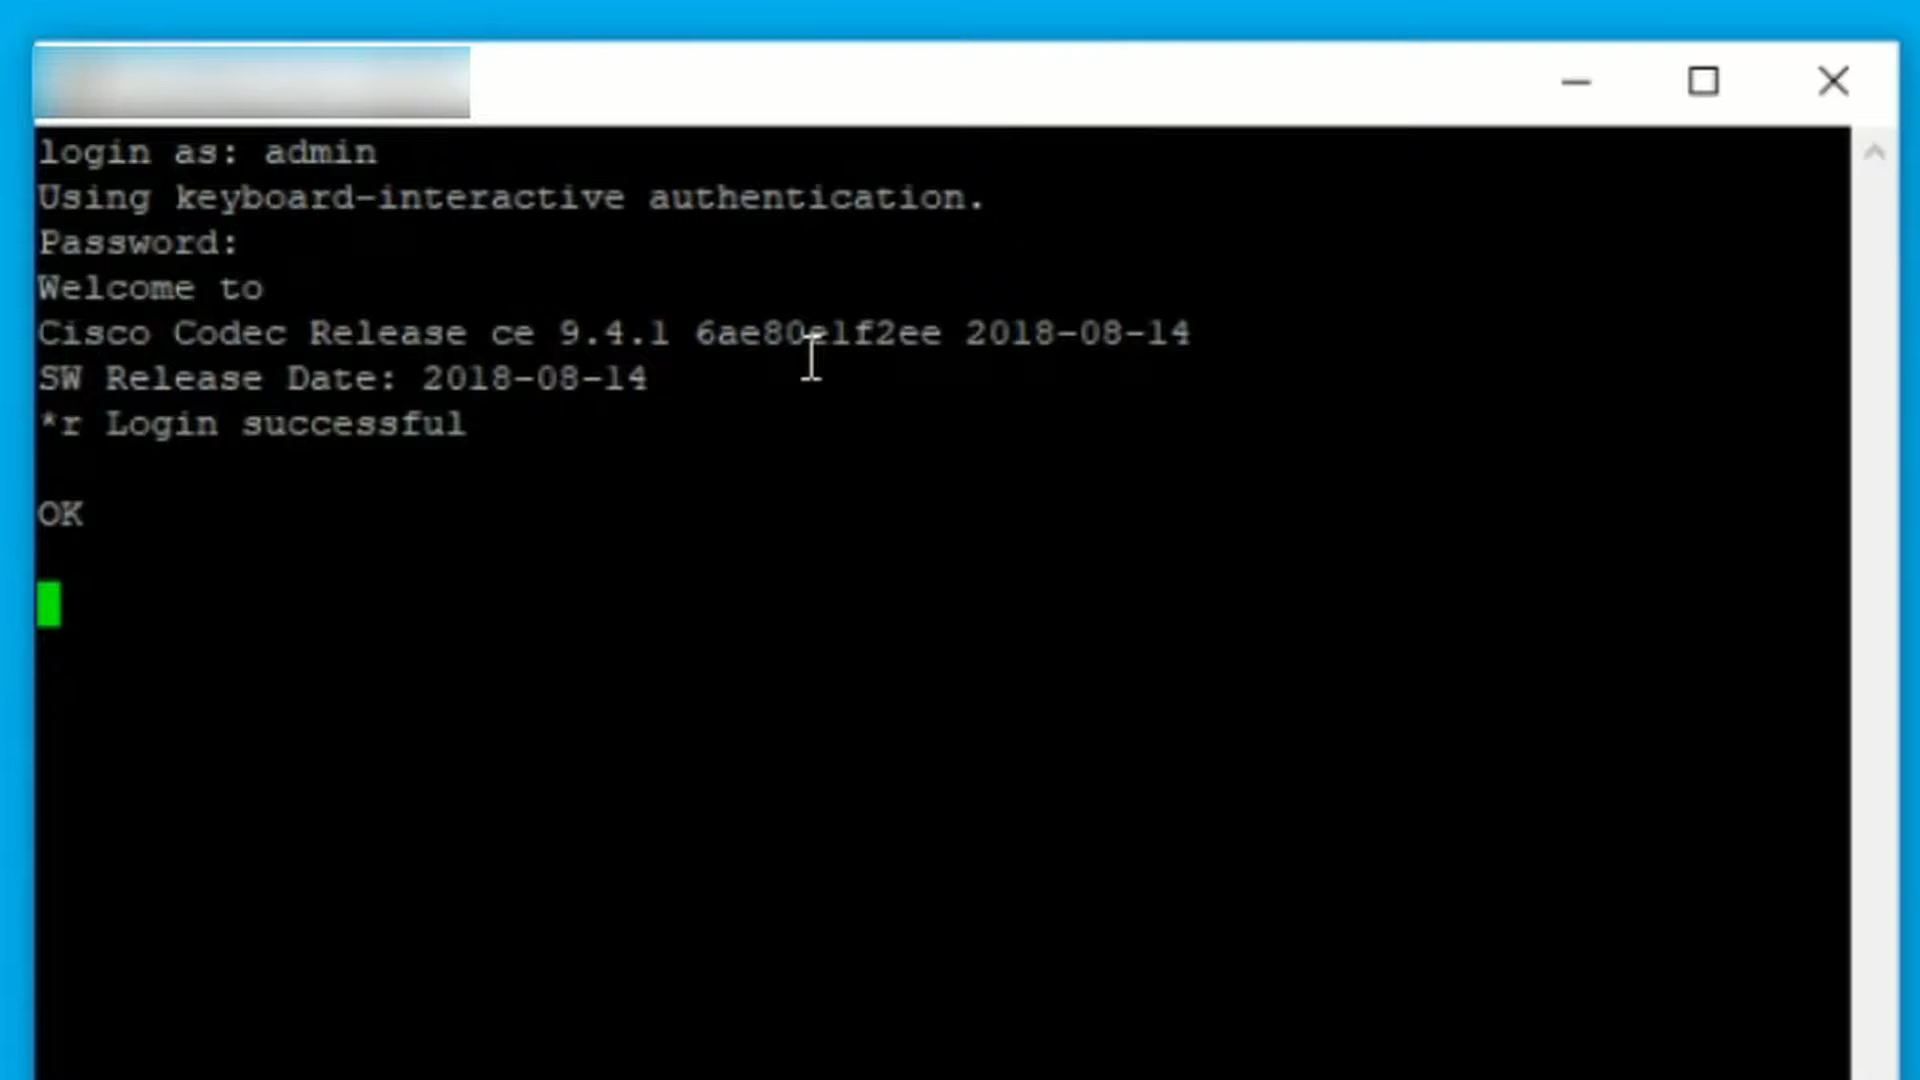 login as: admin
Using keyboard-interactive authentication.
Password:
Welcome to
Cisco Codec Release ce 9.4.1 6ae80e1f2ee 2018-08-14
SW Release Date: 2018-08-14
*r Login successful
OK